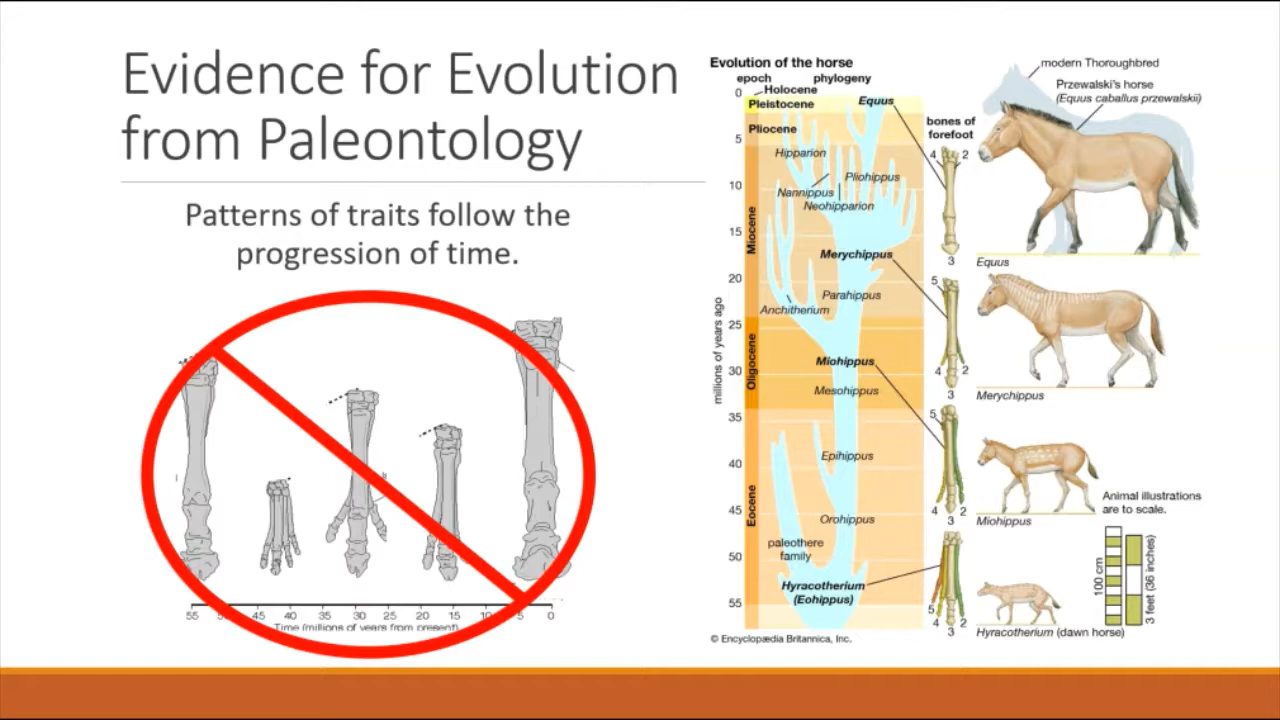 Evidence for Evolution
from Paleontology
Patterns of traits follow the
progression of time.
55
45
40
35
30
25
20
15
10
5
0
Time (millions of years from present)
Evolution of the horse
epoch
phylogeny
0
Holocene
Pleistocene
Equus
Pliocene
5
Hipparion
Pliohippus
10
Nannippus
Neohipparion
Miocene
15
Merychippus
20
Parahippus
Anchitherium
25
millions of years ago
Oligocene
Miohippus
30
Mesohippus
35
Epihippus
40
Eocene
45
Orohippus
50
paleothere
family
Hyracotherium
(Eohippus)
55
© Encyclopædia Britannica, Inc.
bones of
forefoot
4 2
3
5
4 2
3
5
4 2
3
5
4 2
3
modern Thoroughbred
Przewalski's horse
(Equus caballus przewalskii)
Equus
Merychippus
Miohippus
Animal illustrations
are to scale.
100 cm
3 feet (36 inches)
Hyracotherium (dawn horse)